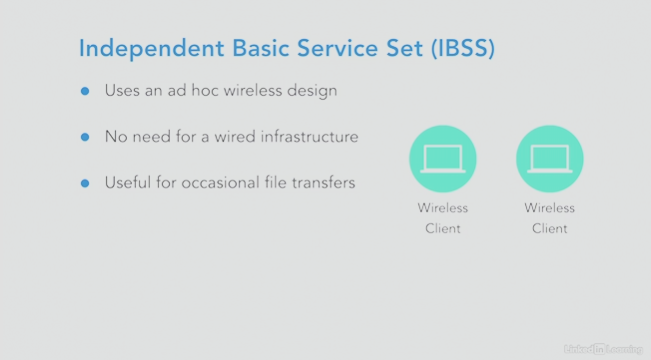 Independent Basic Service Set (IBSS)
Uses an ad hoc wireless design
No need for a wired infrastructure
Useful for occasional file transfers
Wireless Client
Wireless Client
LinkedIn Learning